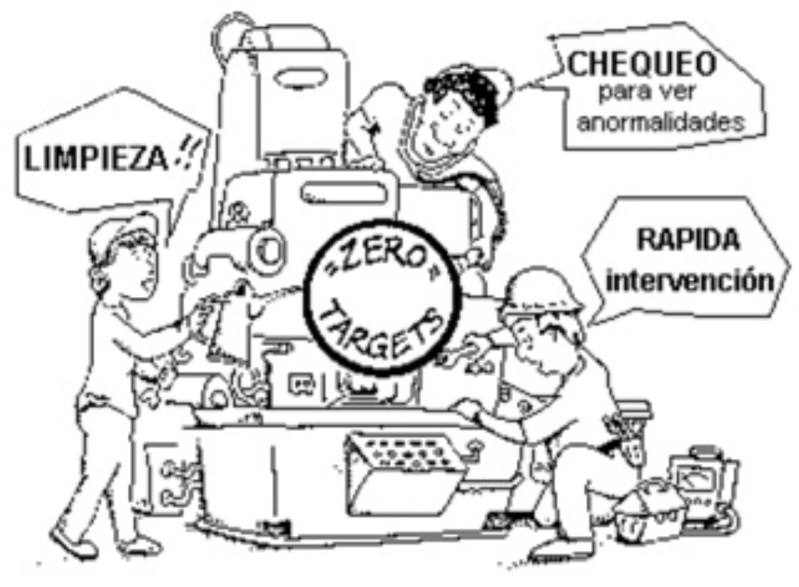 CHEQUEO
para ver
anormalidades
LIMPIEZA!!
RAPIDA
intervención
"ZERO"
TARGETS